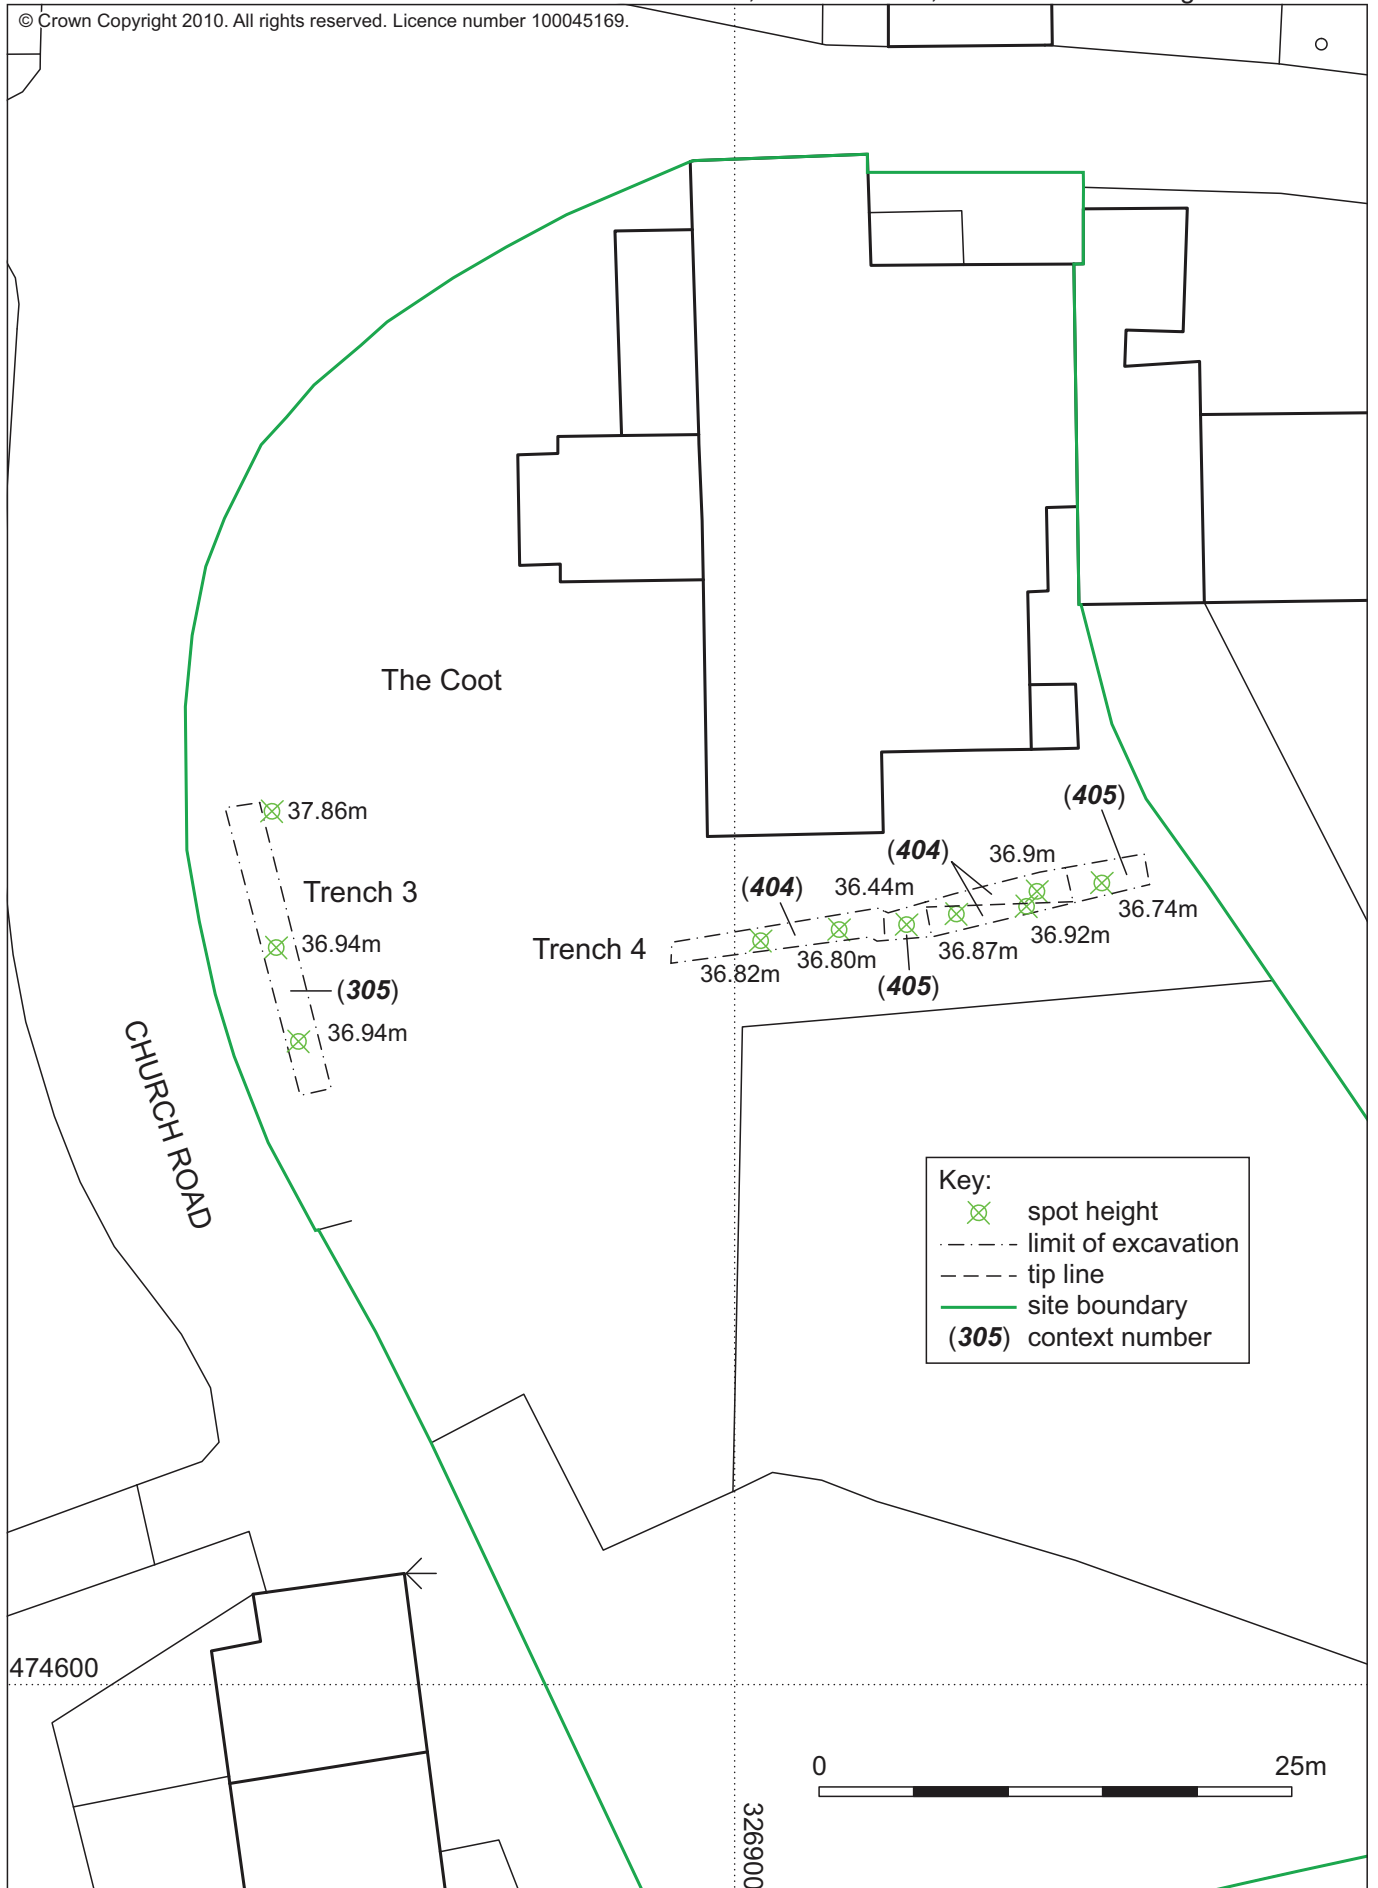 © Crown Copyright 2010. All rights reserved. Licence number 100045169.
The Coot
37.86m
Trench 3
36.94m
(305)
36.94m
CHURCH ROAD
(405)
(404)
36.9m
(404)
36.44m
Trench 4
36.82m
36.80m
(405)
36.87m
36.92m
36.74m
Key:
spot height
limit of excavation
tip line
site boundary
(305) context number
474600
0 25m
326900